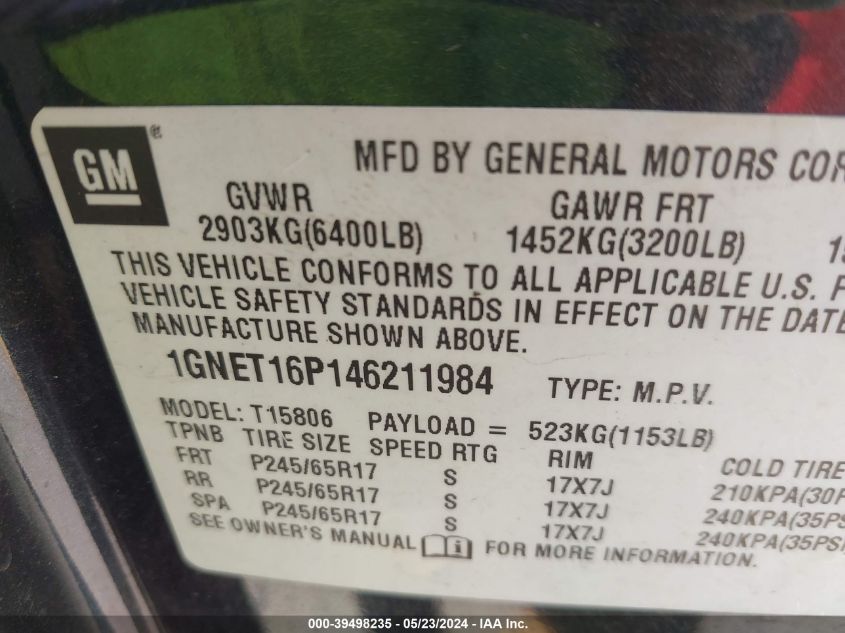 GM
MFD BY GENERAL MOTORS COR
GVWR GAWR FRT
2903KG(6400LB) 1452KG(3200LB)
THIS VEHICLE CONFORMS TO ALL APPLICABLE U.S. F
VEHICLE SAFETY STANDARDS IN EFFECT ON THE DATE
MANUFACTURE SHOWN ABOVE.
1GNET16P146211984 TYPE: M.P.V.
MODEL: T15806 PAYLOAD = 523KG(1153LB)
TPNB TIRE SIZE SPEED RTG RIM COLD TIRE
FRT P245/65R17 S 17X7J 210KPA(30P
RR P245/65R17 S 17X7J 240KPA(35PS
SPA P245/65R17 S 17X7J 240KPA(35PSI
SEE OWNER'S MANUAL FOR MORE INFORMATION.
000-39498235 - 05/23/2024 - IAA Inc.